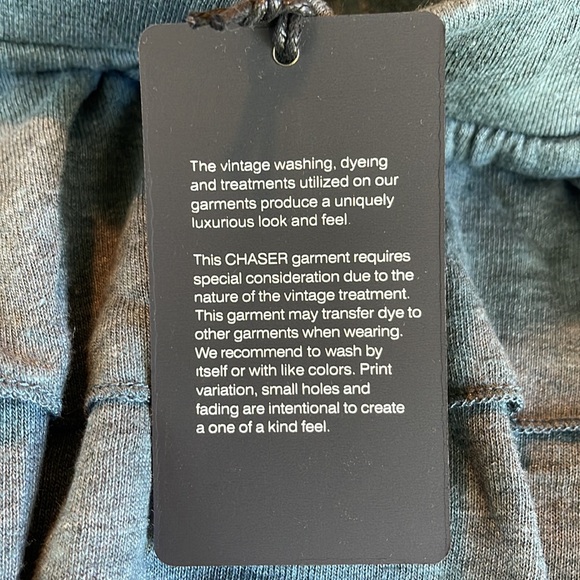 The vintage washing, dyeing
and treatments utilized on our
garments produce a uniquely
luxurious look and feel.
This CHASER garment requires
special consideration due to the
nature of the vintage treatment.
This garment may transfer dye to
other garments when wearing.
We recommend to wash by
itself or with like colors. Print
variation, small holes and
fading are intentional to create
a one of a kind feel.